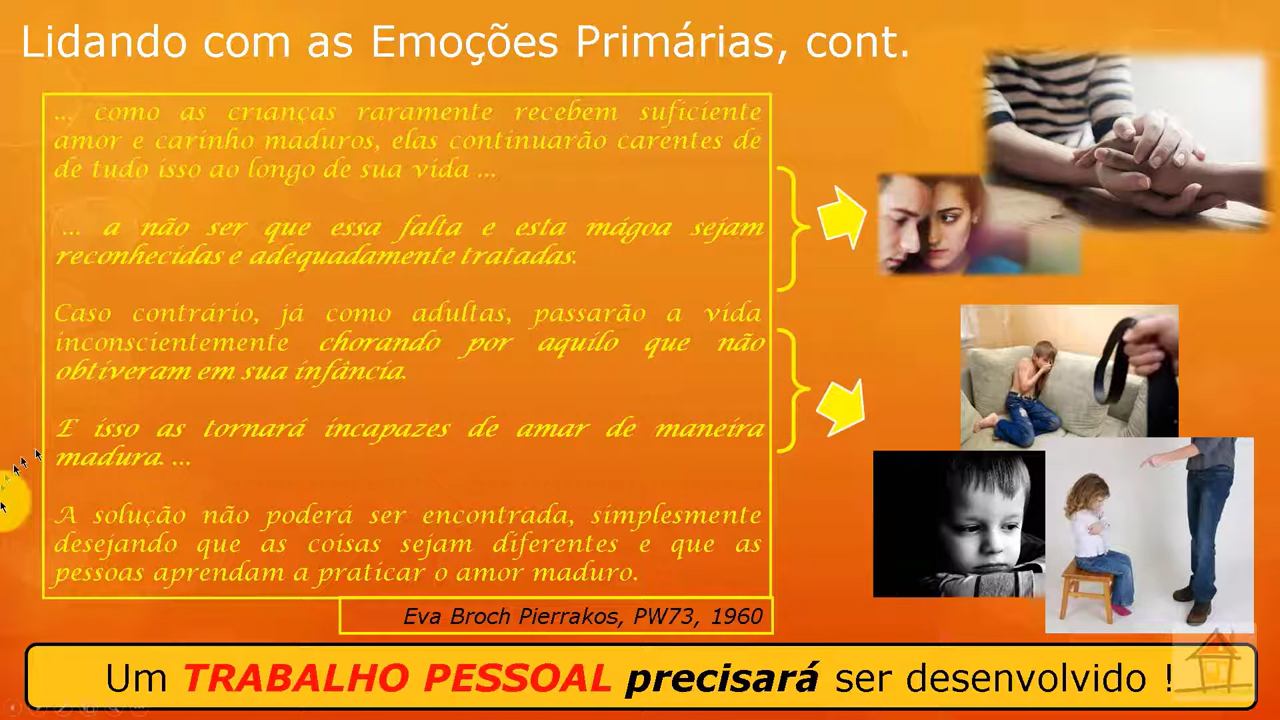 Lidando com as Emoções Primárias, cont.
... como as crianças raramente recebem suficiente
amor e carinho maduros, elas continuarão carentes de
de tudo isso ao longo de sua vida ...
... a não ser que essa falta e esta mágoa sejam
reconhecidas e adequadamente tratadas.
Caso contrário, já como adultas, passarão a vida
inconscientemente chorando por aquilo que não
obtiveram em sua infância.
E isso as tornará incapazes de amar de maneira
madura. ...
A solução não poderá ser encontrada, simplesmente
desejando que as coisas sejam diferentes e que as
pessoas aprendam a praticar o amor maduro.
Eva Broch Pierrakos, PW73, 1960
Um TRABALHO PESSOAL precisará ser desenvolvido !